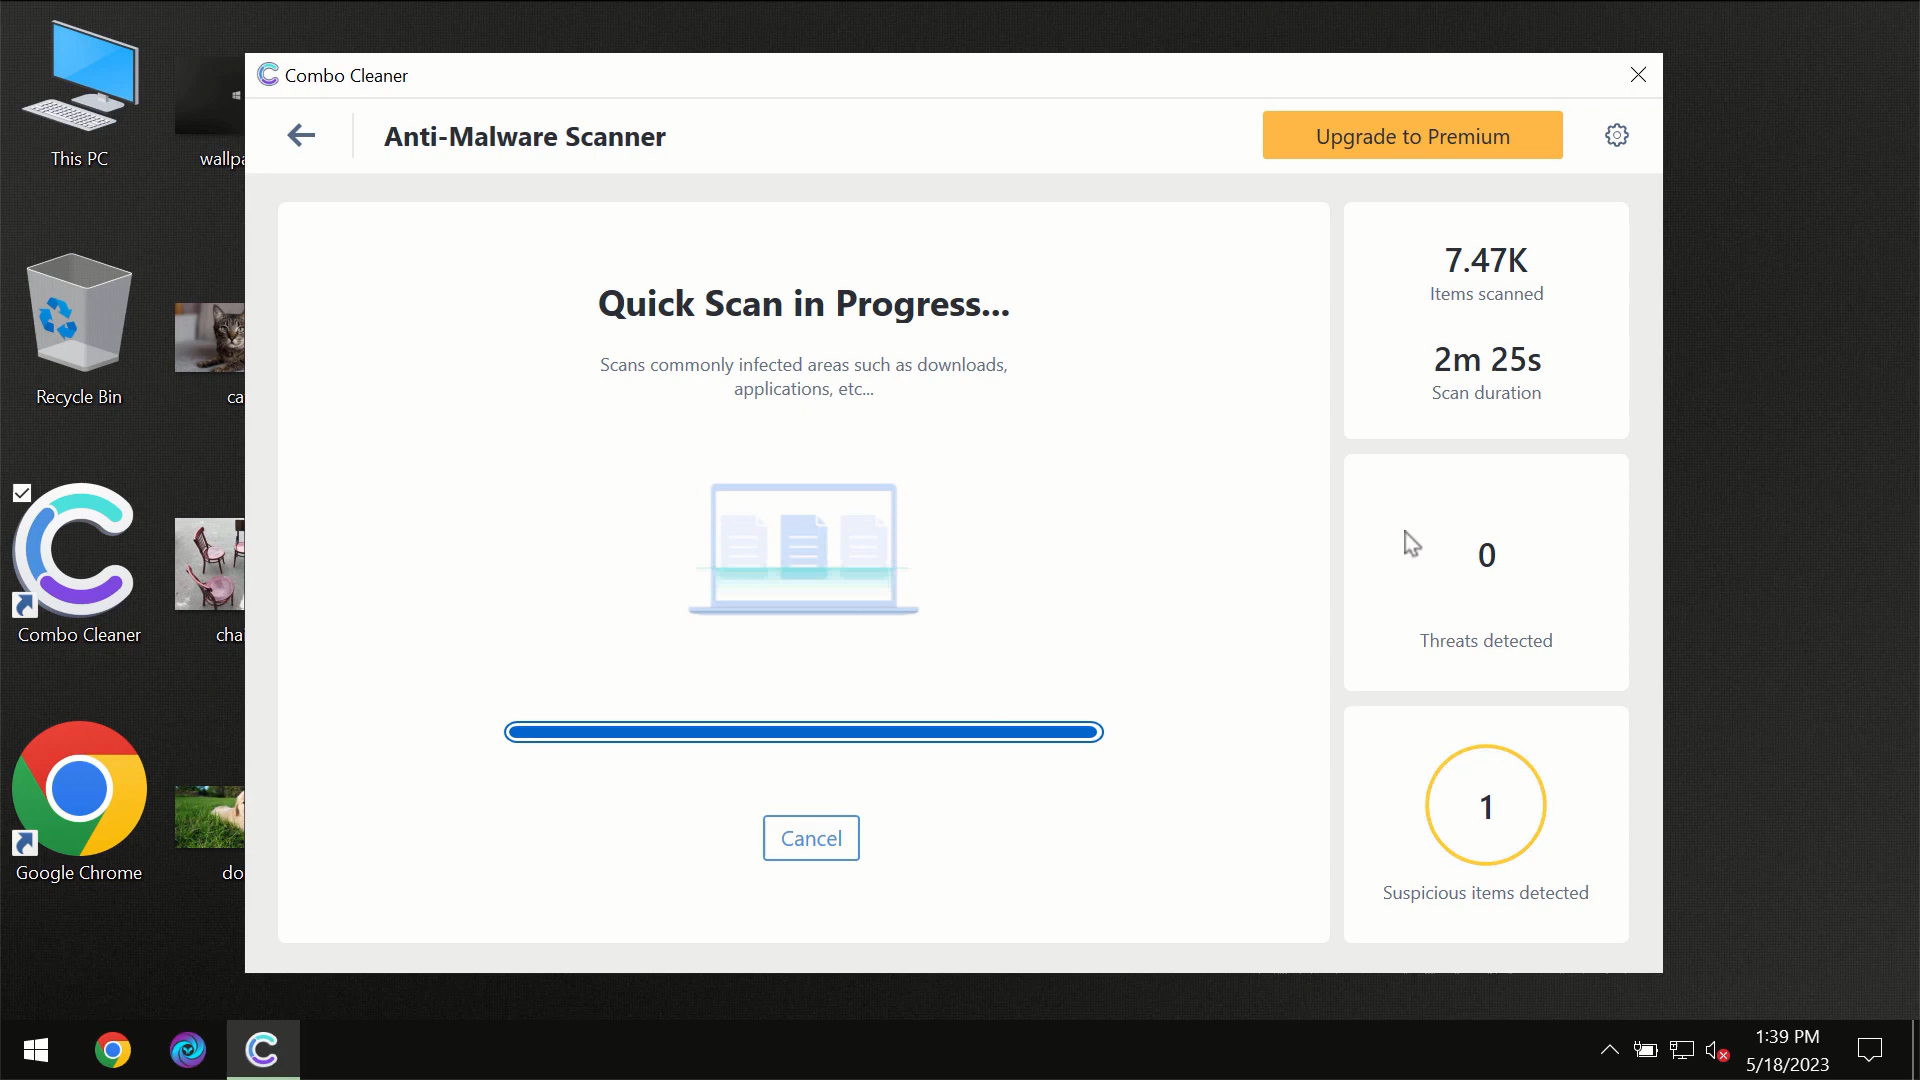 This PC
wallpa
Recycle Bin
ca
Combo Cleaner
chai
Google Chrome
do
Combo Cleaner
Anti-Malware Scanner
Upgrade to Premium
Quick Scan in Progress...
Scans commonly infected areas such as downloads,
applications, etc...
Cancel
7.47K
Items scanned
2m 25s
Scan duration
0
Threats detected
1
Suspicious items detected
1:39 PM
5/18/2023